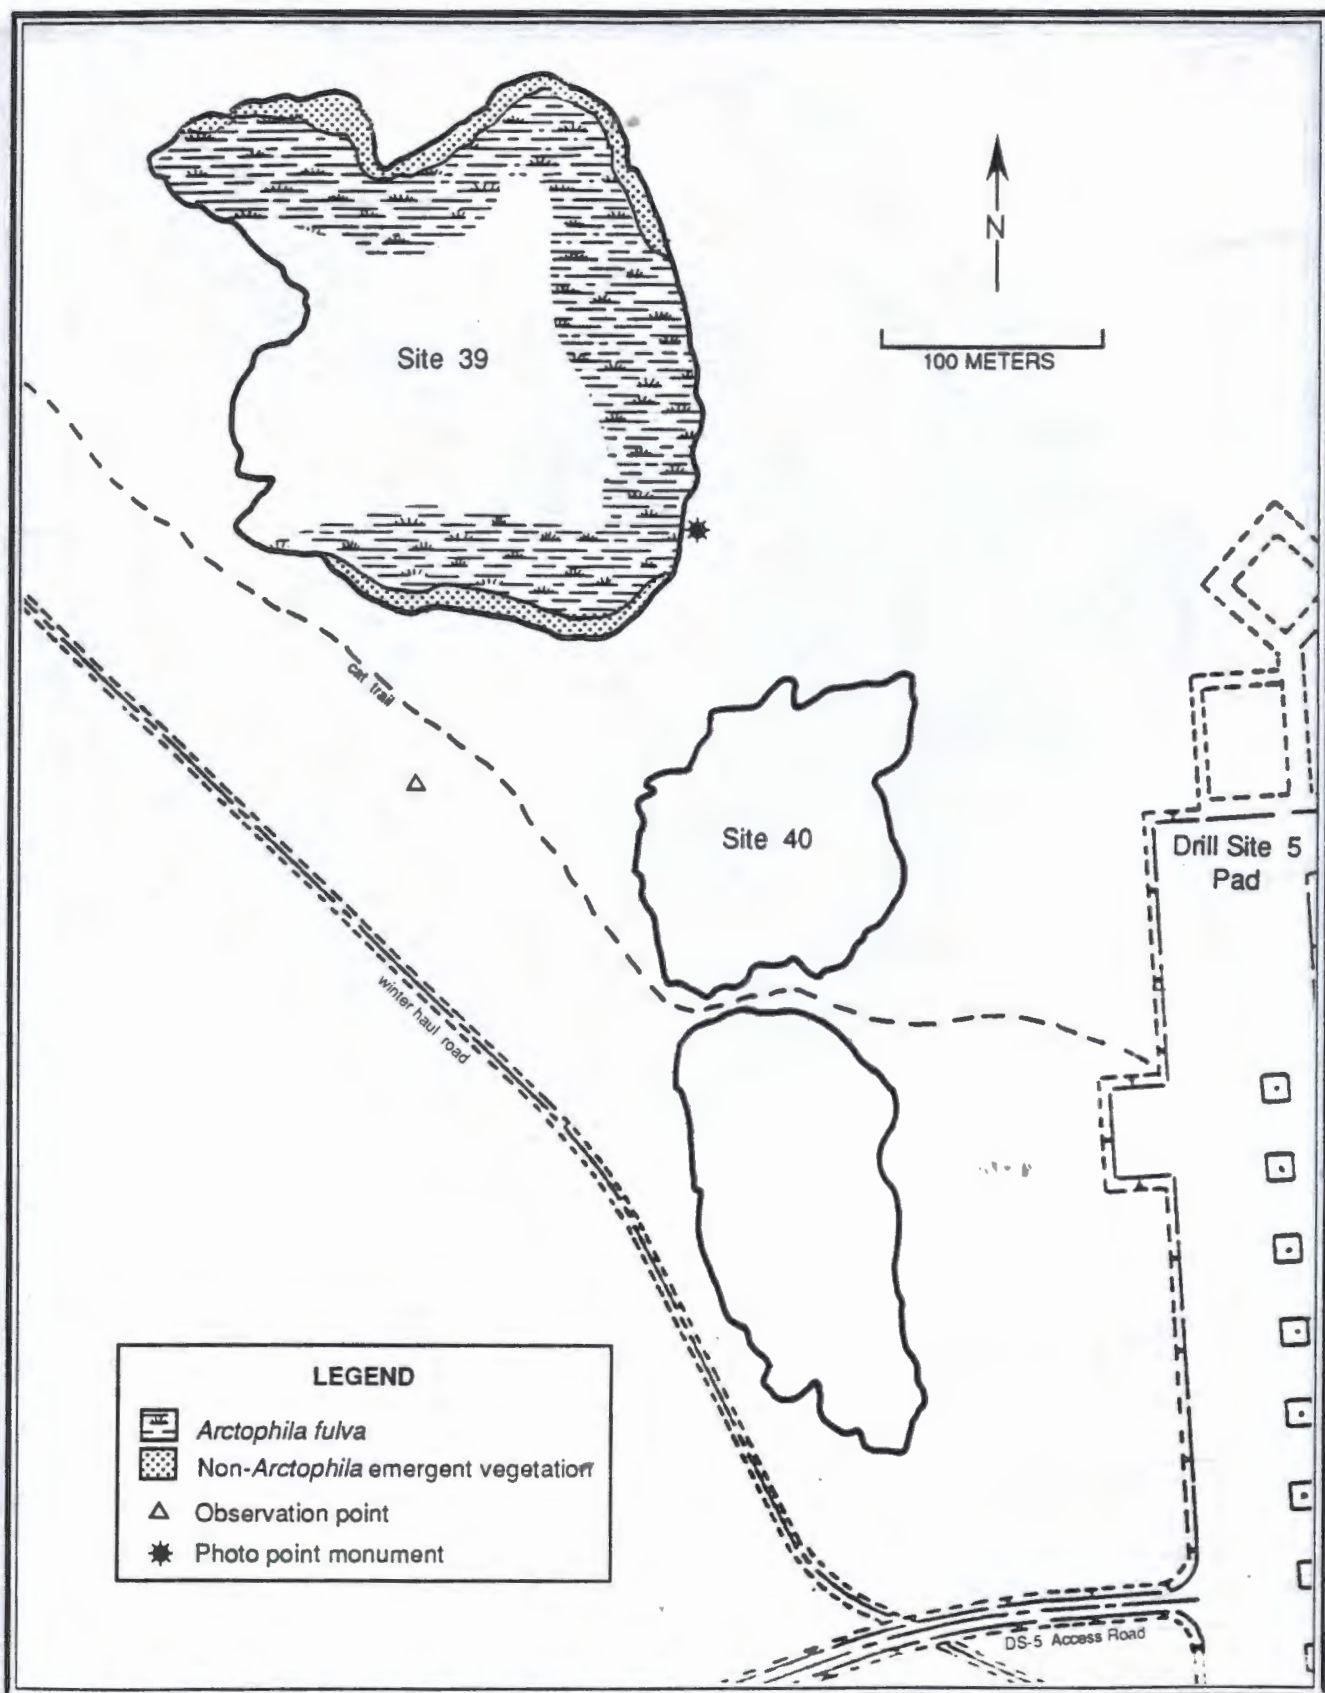 N
100 METERS
Site 39
cat trail
Site 40
Drill Site 5
Pad
winter haul road
LEGEND
Arctophila fulva
Non-Arctophila emergent vegetation
Observation point
Photo point monument
DS-5 Access Road